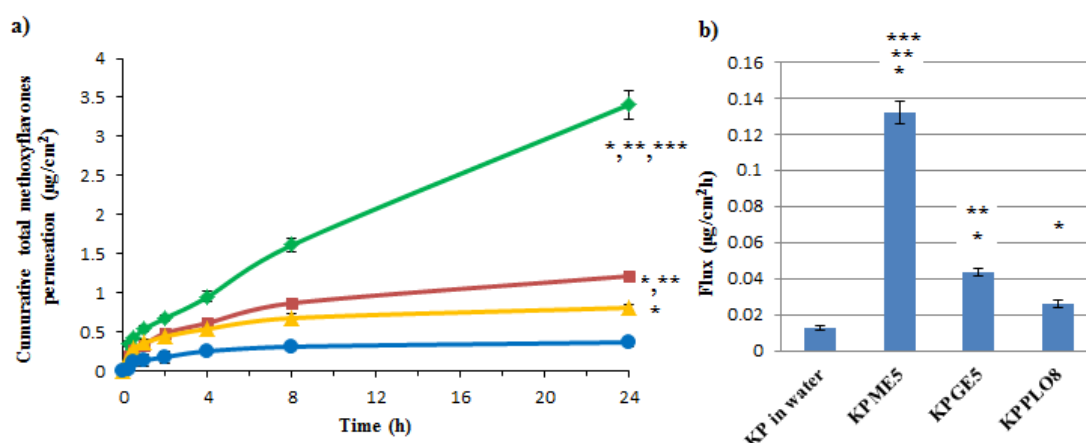 a)
Cumurative total methoxyflavones
permeation (µg/cm²)
4
3.5
3
2.5
2
1.5
1
0.5
0
*,**,***
*,**
*
0 4 8 12 16 20 24
Time (h)
b)
Flux (µg/cm²h)
0.16
0.14
0.12
0.1
0.08
0.06
0.04
0.02
0
***
**
*
**
*
*
KP in water
KPME5
KPGE5
KPPLO8